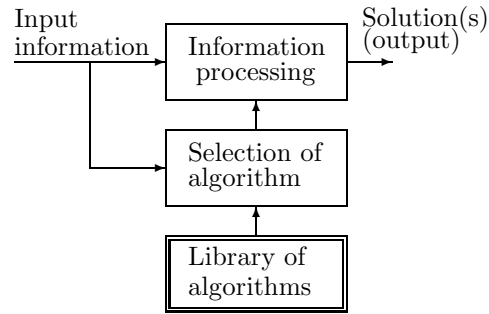 Input
information
Information
processing
Solution(s)
(output)
Selection of
algorithm
Library of
algorithms